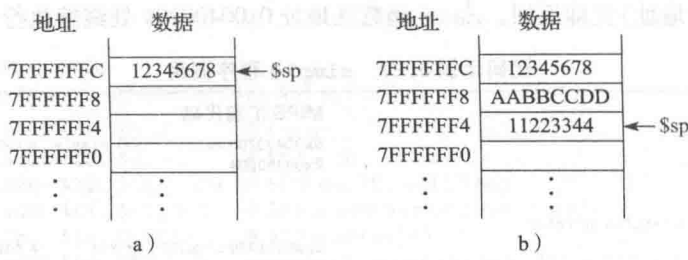 地址 数据
7FFFFFFC 12345678 $sp
7FFFFFF8
7FFFFFF4
7FFFFFF0
a）
地址 数据
7FFFFFFC 12345678
7FFFFFF8 AABBCCDD
7FFFFFF4 11223344 $sp
7FFFFFF0
b）